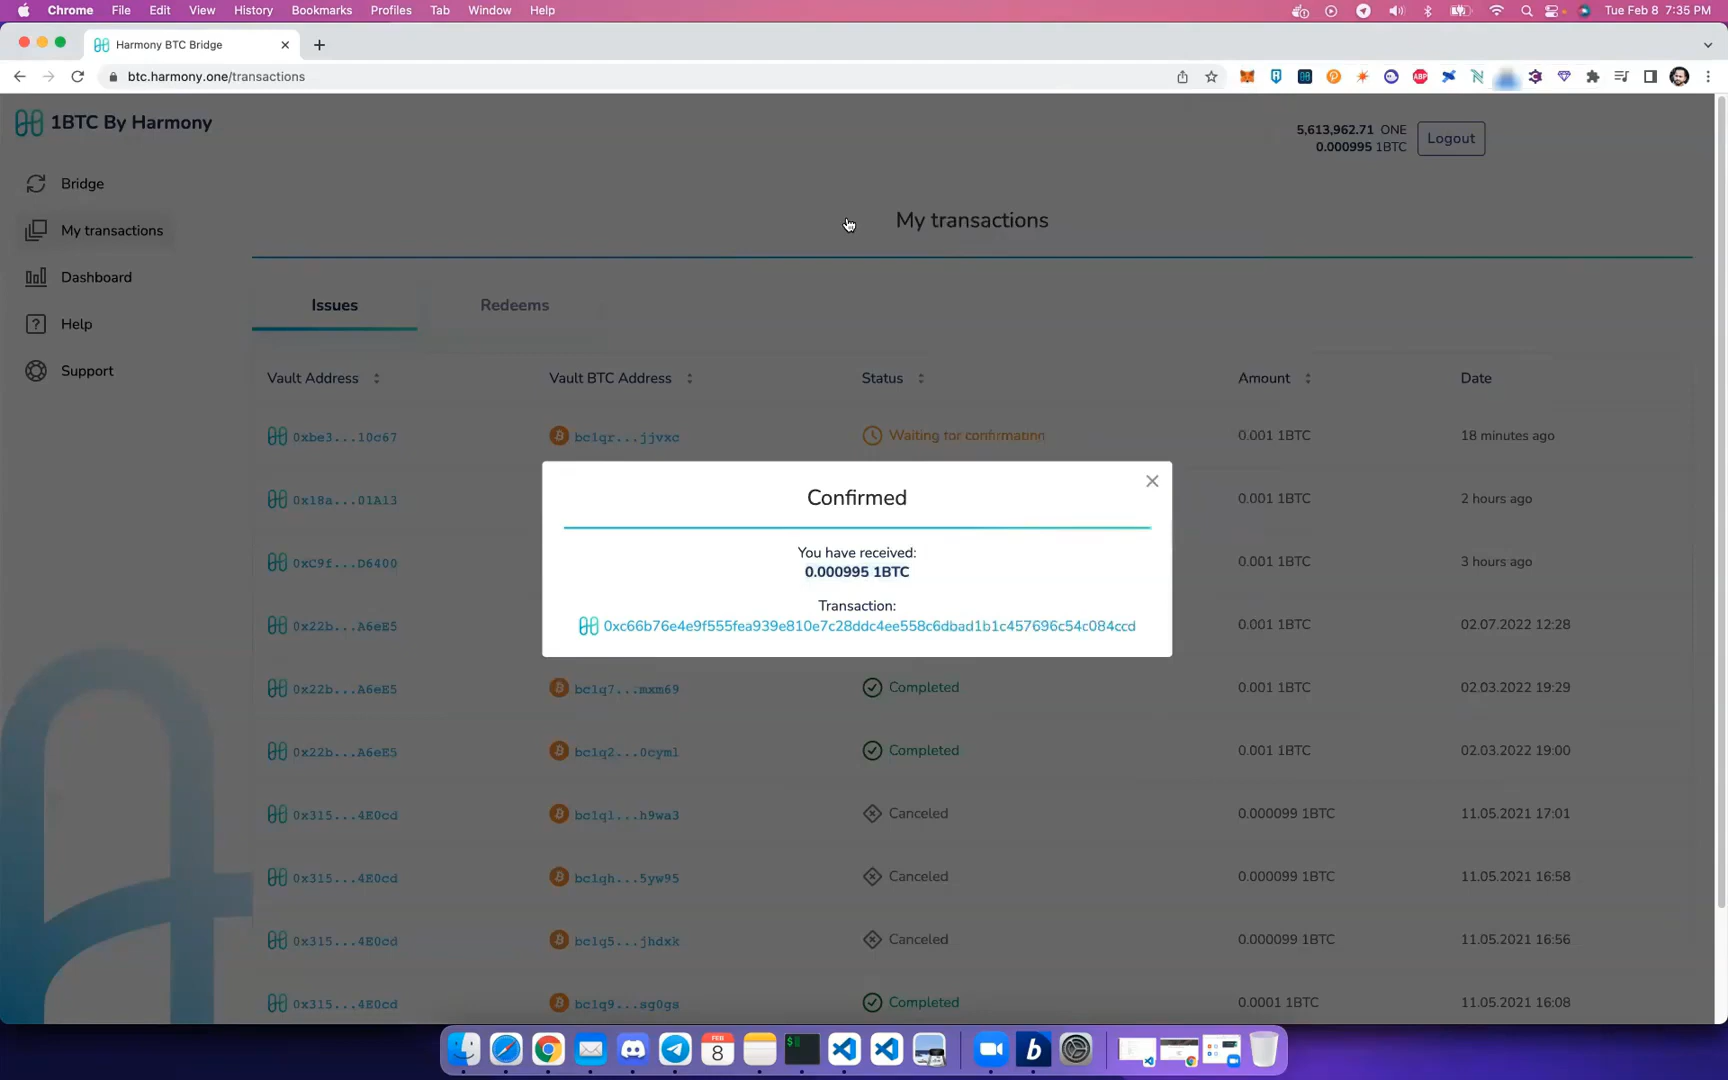 Chrome File Edit View History Bookmarks Profiles Tab Window Help Tue Feb 8 7:35 PM
Harmony BTC Bridge
btc.harmony.one/transactions
1BTC By Harmony
5,613,962.71 ONE
0.000995 1BTC
Logout
Bridge
My transactions
Dashboard
Help
Support
My transactions
Issues Redeems
Vault Address Vault BTC Address Status Amount Date
0xbe3...10c67 bc1qr...jjvxc Waiting for confirmation 0.001 1BTC 18 minutes ago
0x18a...01A13 0.001 1BTC 2 hours ago
0xC9f...D6400 0.001 1BTC 3 hours ago
0x22b...A6eE5 0.001 1BTC 02.07.2022 12:28
Confirmed
You have received:
0.000995 1BTC
Transaction:
0xc66b76e4e9f555fea939e810e7c28ddc4ee558c6dbad1b1c457696c54c084ccd
0x22b...A6eE5 bc1q7...mxm69 Completed 0.001 1BTC 02.03.2022 19:29
0x22b...A6eE5 bc1q2...0cyml Completed 0.001 1BTC 02.03.2022 19:00
0x315...4E0cd bc1ql...h9wa3 Canceled 0.000099 1BTC 11.05.2021 17:01
0x315...4E0cd bc1qh...5yw95 Canceled 0.000099 1BTC 11.05.2021 16:58
0x315...4E0cd bc1q5...jhdxk Canceled 0.000099 1BTC 11.05.2021 16:56
0x315...4E0cd bc1q9...sg0gs Completed 0.0001 1BTC 11.05.2021 16:08
FEB
8